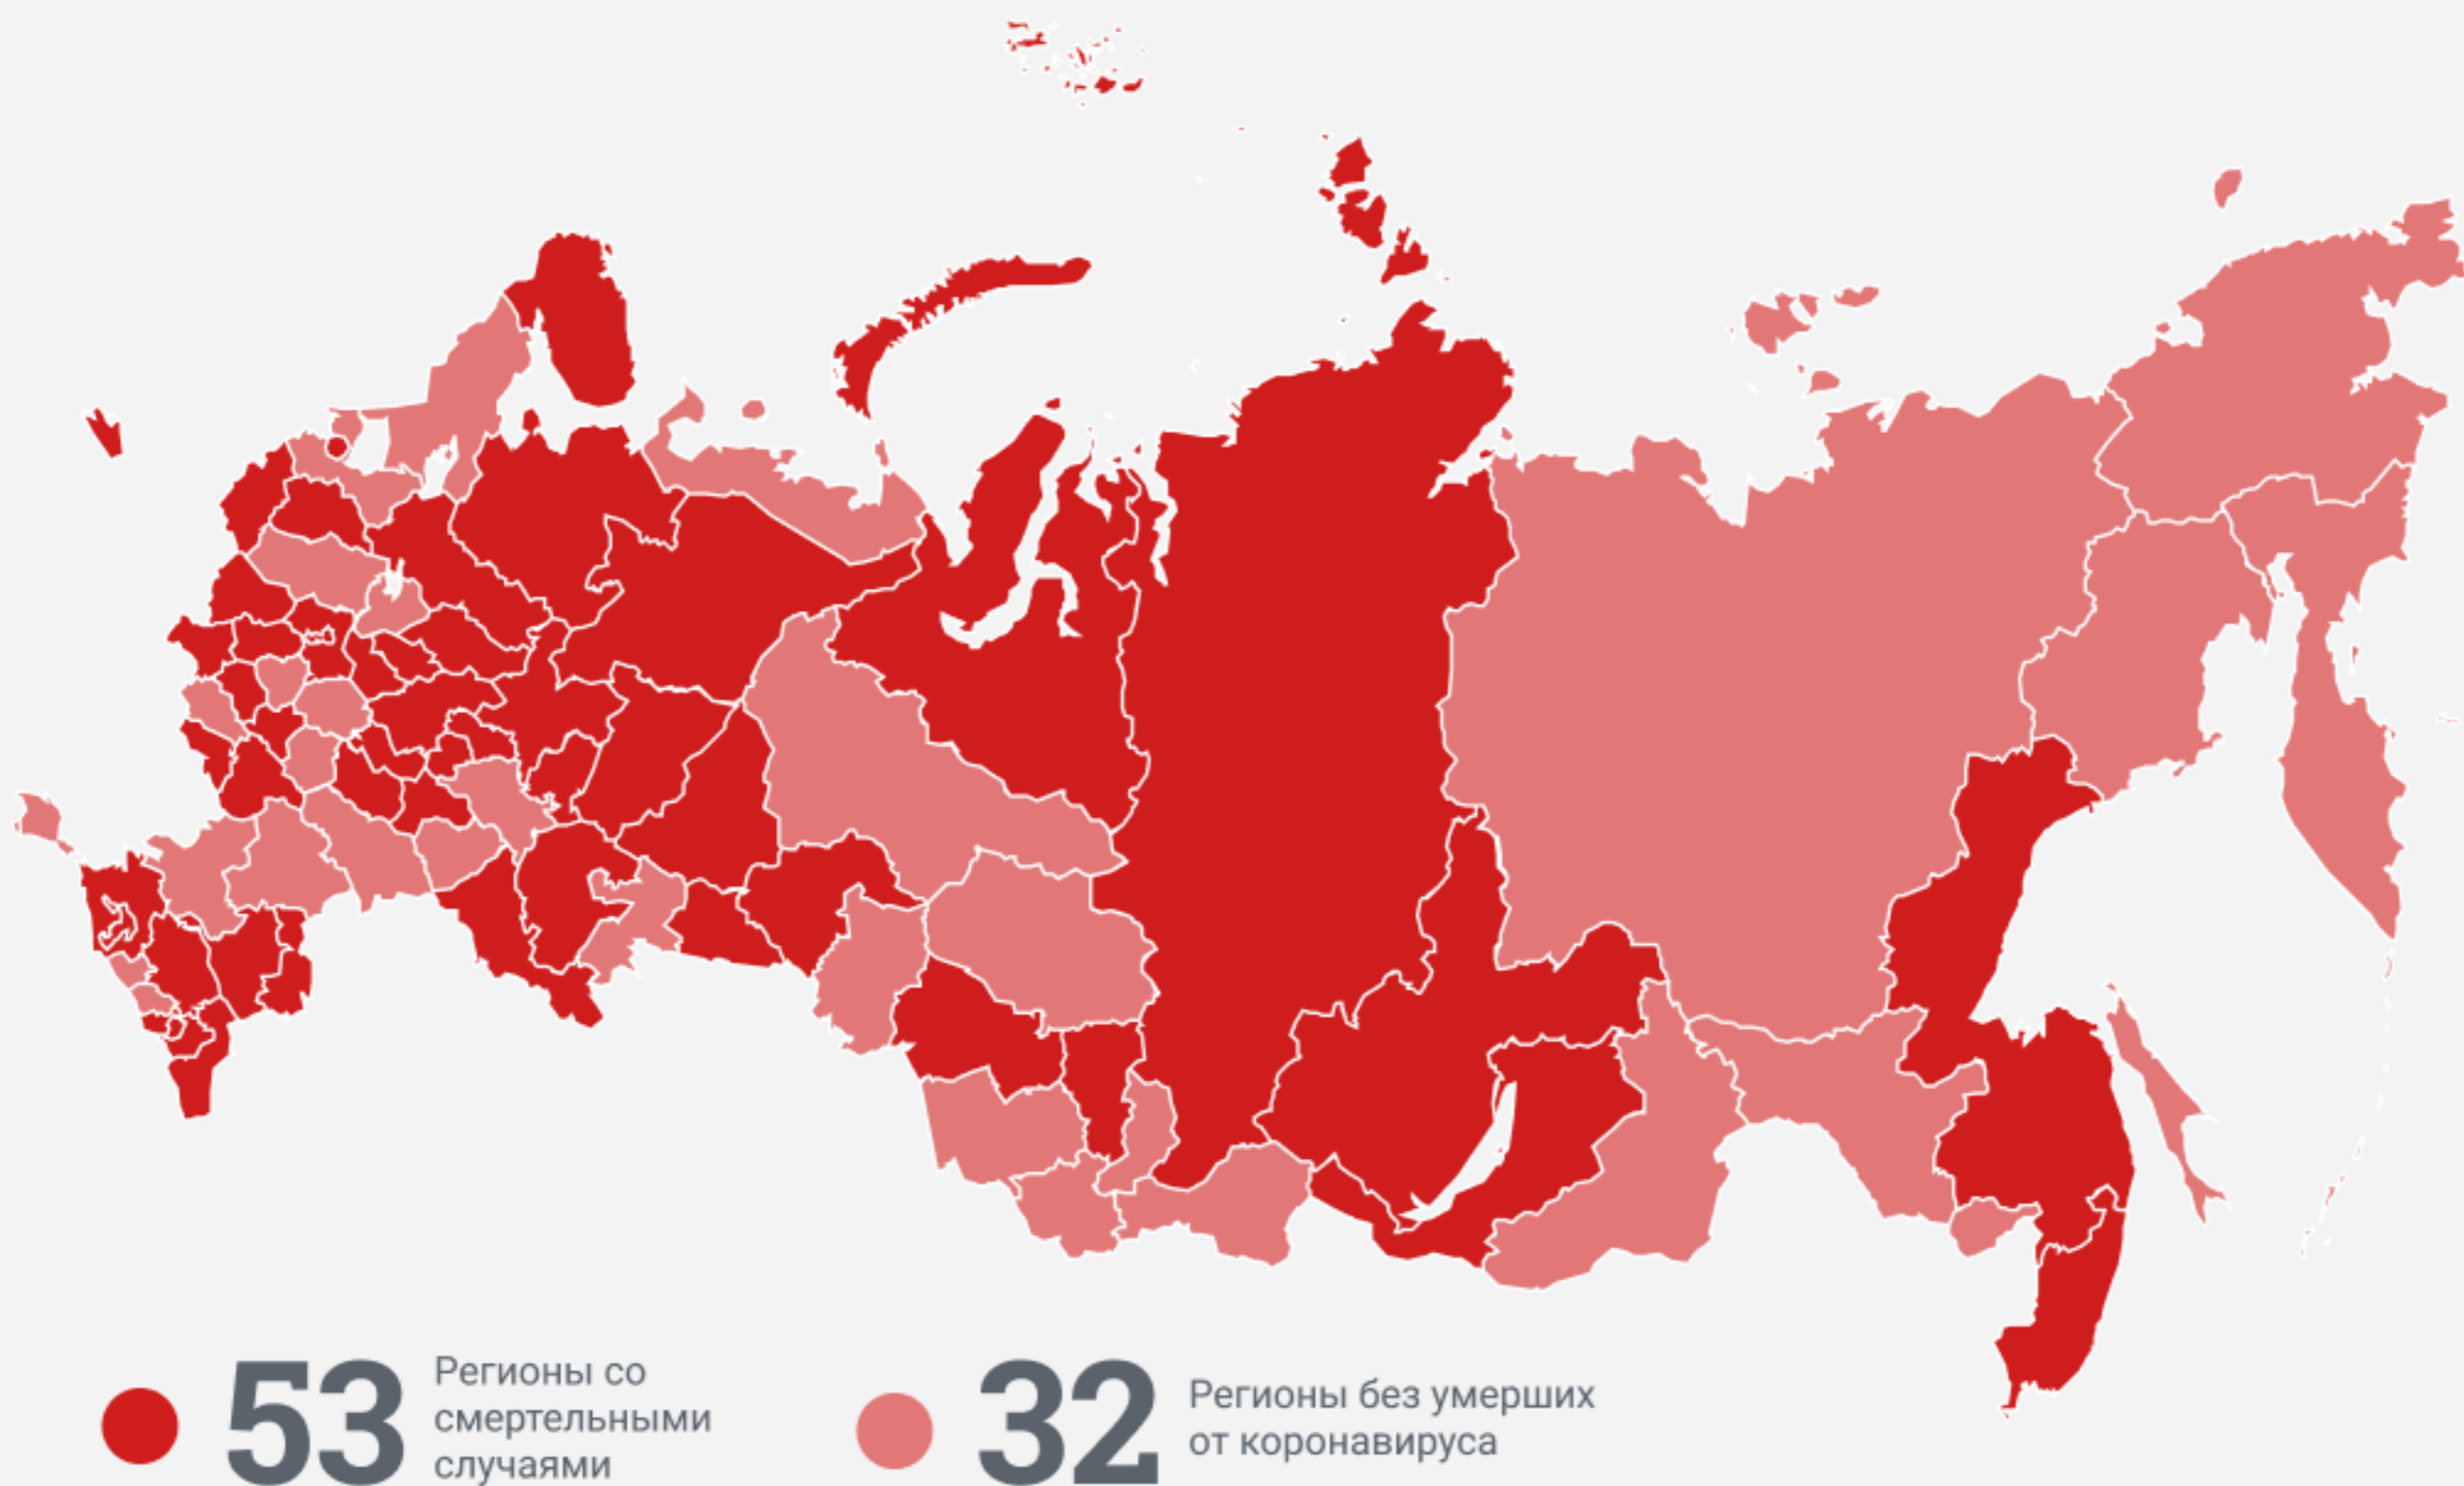 53
Регионы со
смертельными
случаями
32
Регионы без умерших
от коронавируса